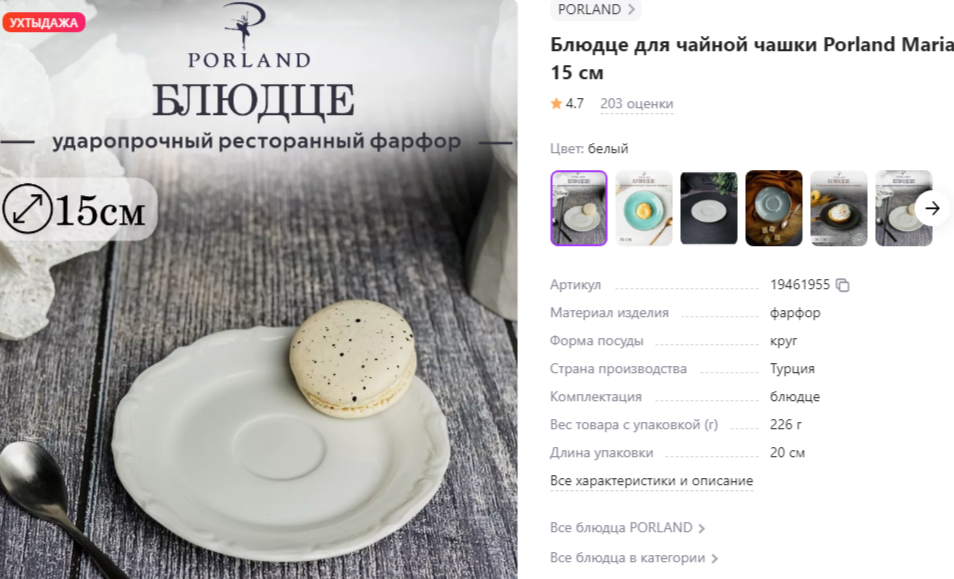 УХТЫДАЖА
PORLAND
БЛЮДЦЕ
ударопрочный ресторанный фарфор
15см
PORLAND
Блюдце для чайной чашки Porland Maria
15 см
4.7 203 оценки
Цвет: белый
Артикул 19461955
Материал изделия фарфор
Форма посуды круг
Страна производства Турция
Комплектация блюдце
Вес товара с упаковкой (г) 226 г
Длина упаковки 20 см
Все характеристики и описание
Все блюдца PORLAND
Все блюдца в категории